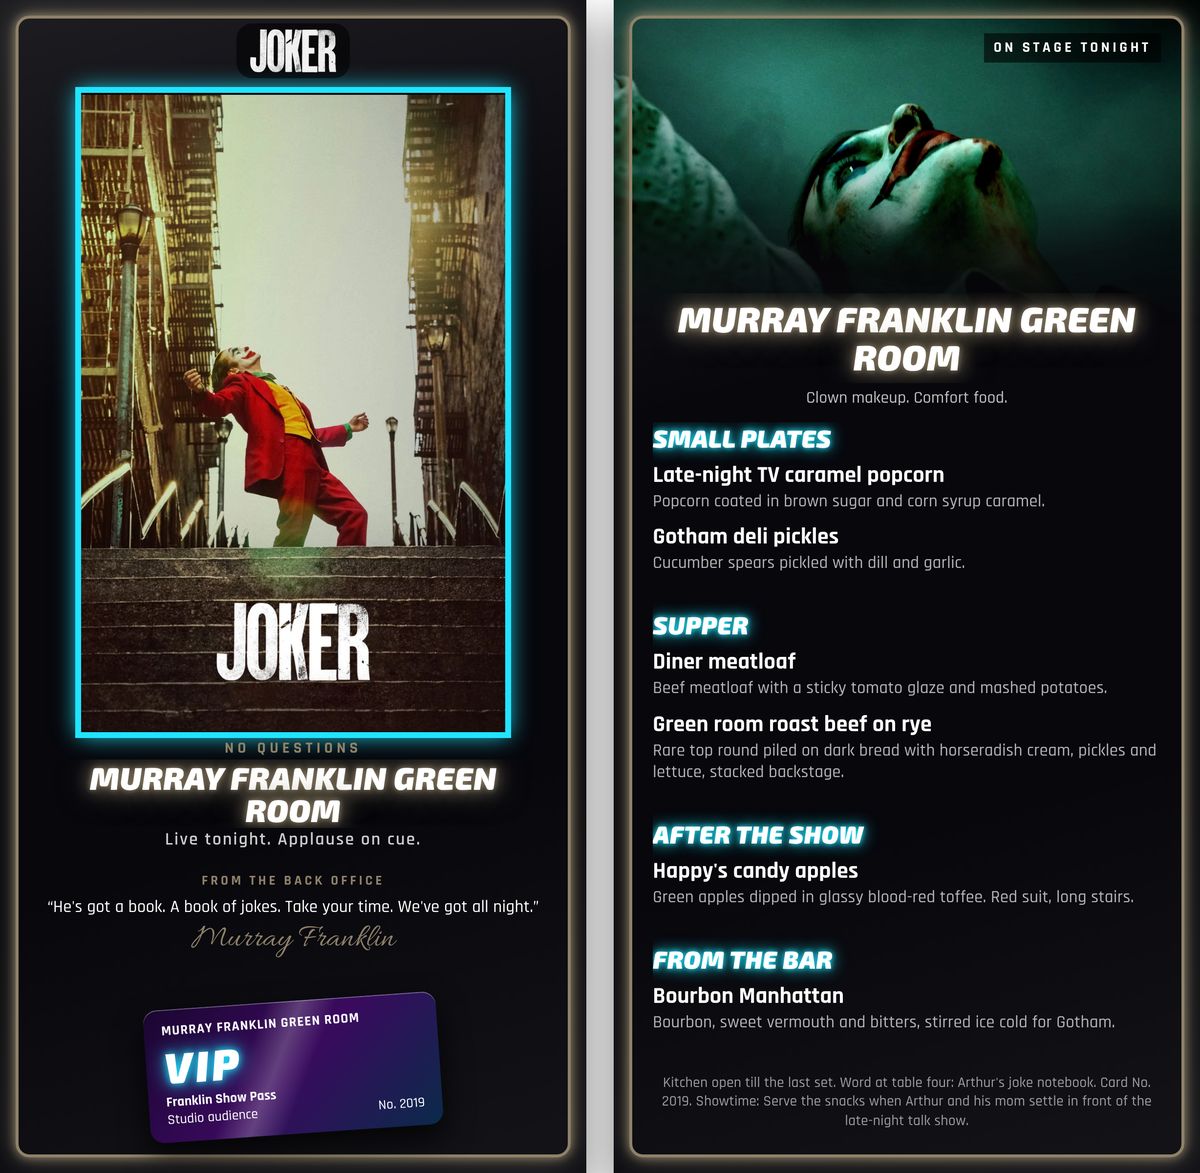 JOKER
JOKER
NO QUESTIONS
MURRAY FRANKLIN GREEN
ROOM
Live tonight. Applause on cue.
FROM THE BACK OFFICE
“He's got a book. A book of jokes. Take your time. We've got all night.”
Murray Franklin
MURRAY FRANKLIN GREEN ROOM
VIP
Franklin Show Pass
Studio audience
No. 2019
ON STAGE TONIGHT
MURRAY FRANKLIN GREEN
ROOM
Clown makeup. Comfort food.
SMALL PLATES
Late-night TV caramel popcorn
Popcorn coated in brown sugar and corn syrup caramel.
Gotham deli pickles
Cucumber spears pickled with dill and garlic.
SUPPER
Diner meatloaf
Beef meatloaf with a sticky tomato glaze and mashed potatoes.
Green room roast beef on rye
Rare top round piled on dark bread with horseradish cream, pickles and
lettuce, stacked backstage.
AFTER THE SHOW
Happy's candy apples
Green apples dipped in glassy blood-red toffee. Red suit, long stairs.
FROM THE BAR
Bourbon Manhattan
Bourbon, sweet vermouth and bitters, stirred ice cold for Gotham.
Kitchen open till the last set. Word at table four: Arthur's joke notebook. Card No.
2019. Showtime: Serve the snacks when Arthur and his mom settle in front of the
late-night talk show.